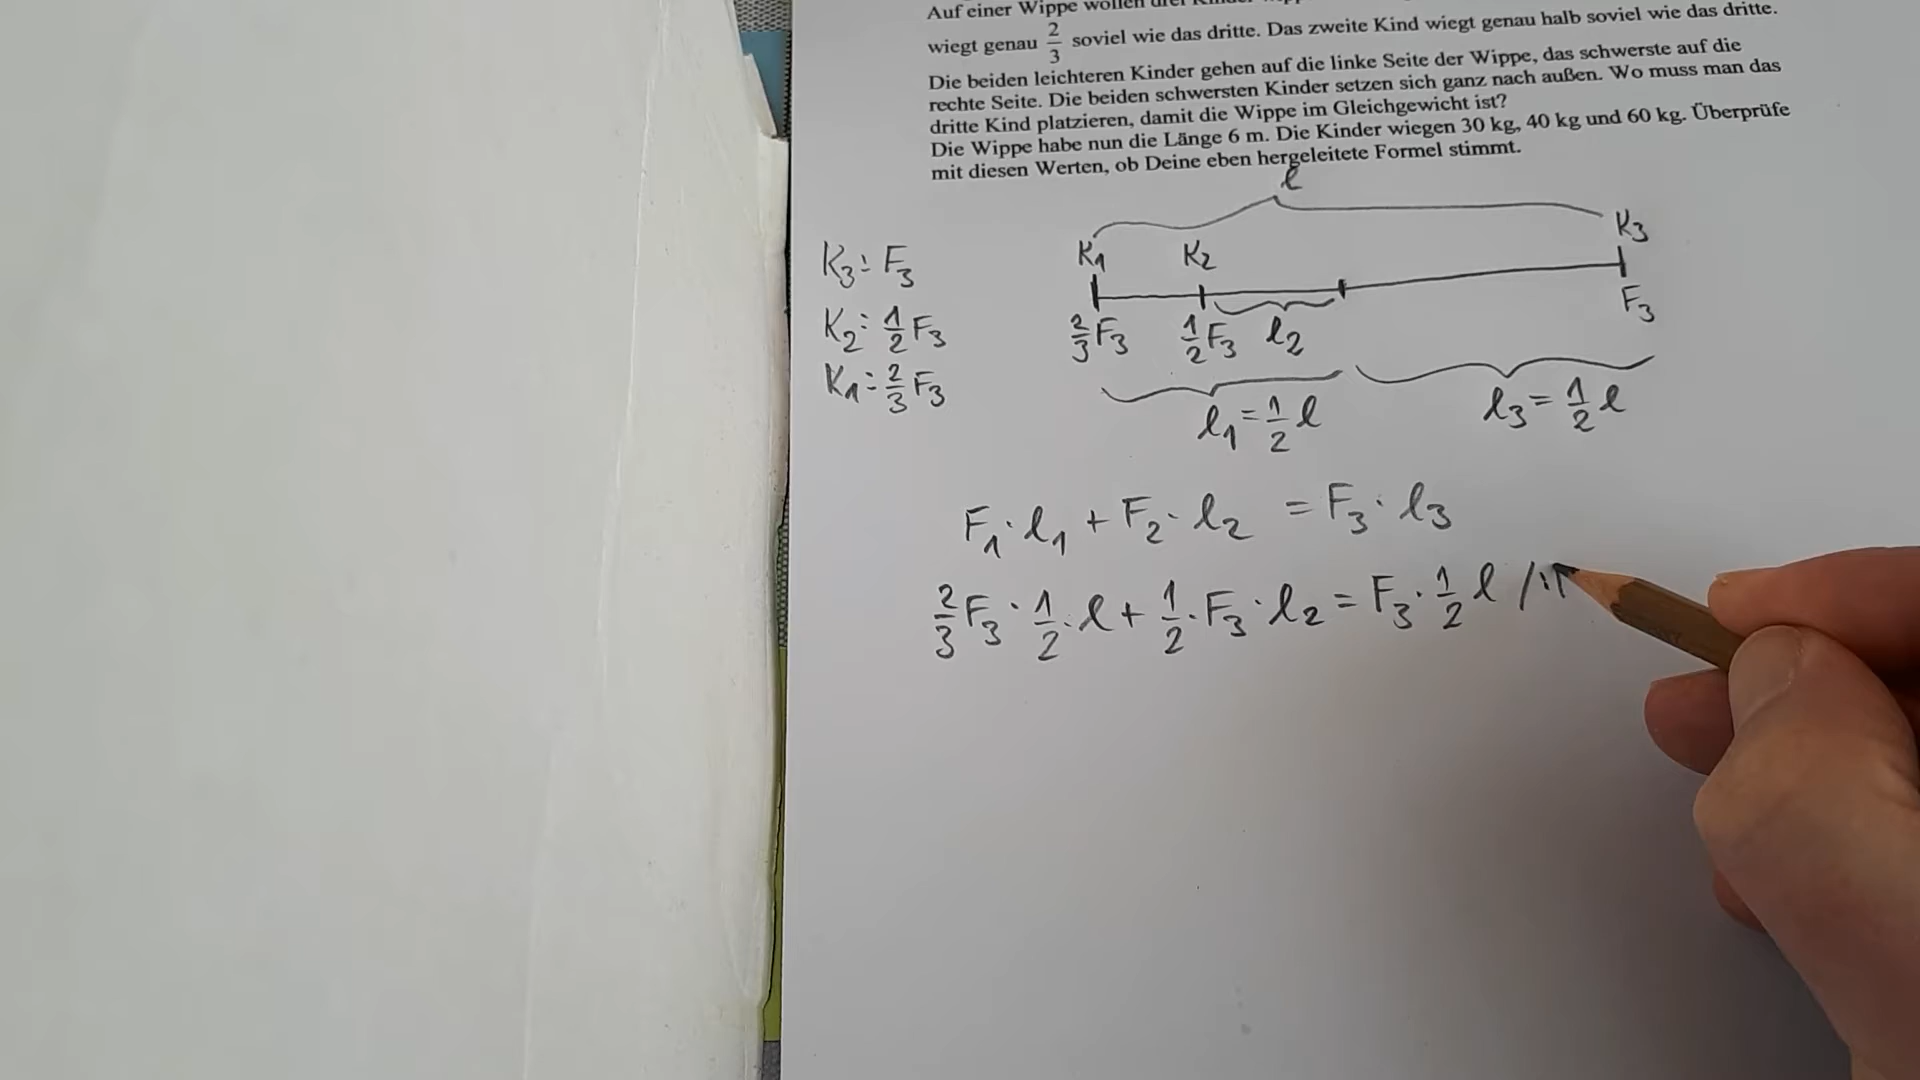 Auf einer Wippe wollen drei
wiegt genau 2/3 soviel wie das dritte. Das zweite Kind wiegt genau halb soviel wie das dritte.
Die beiden leichteren Kinder gehen auf die linke Seite der Wippe, das schwerste auf die
rechte Seite. Die beiden schwersten Kinder setzen sich ganz nach außen. Wo muss man das
dritte Kind platzieren, damit die Wippe im Gleichgewicht ist?
Die Wippe habe nun die Länge 6 m. Die Kinder wiegen 30 kg, 40 kg und 60 kg. Überprüfe
mit diesen Werten, ob Deine eben hergeleitete Formel stimmt.
l
K1 K2 K3
K3: F3
K2: 1/2 F3
K1: 2/3 F3
2/3 F3 1/2 F3 l2 F3
l1 = 1/2 l l3 = 1/2 l
F1 · l1 + F2 · l2 = F3 · l3
2/3 F3 · 1/2 · l + 1/2 · F3 · l2 = F3 · 1/2 l / :